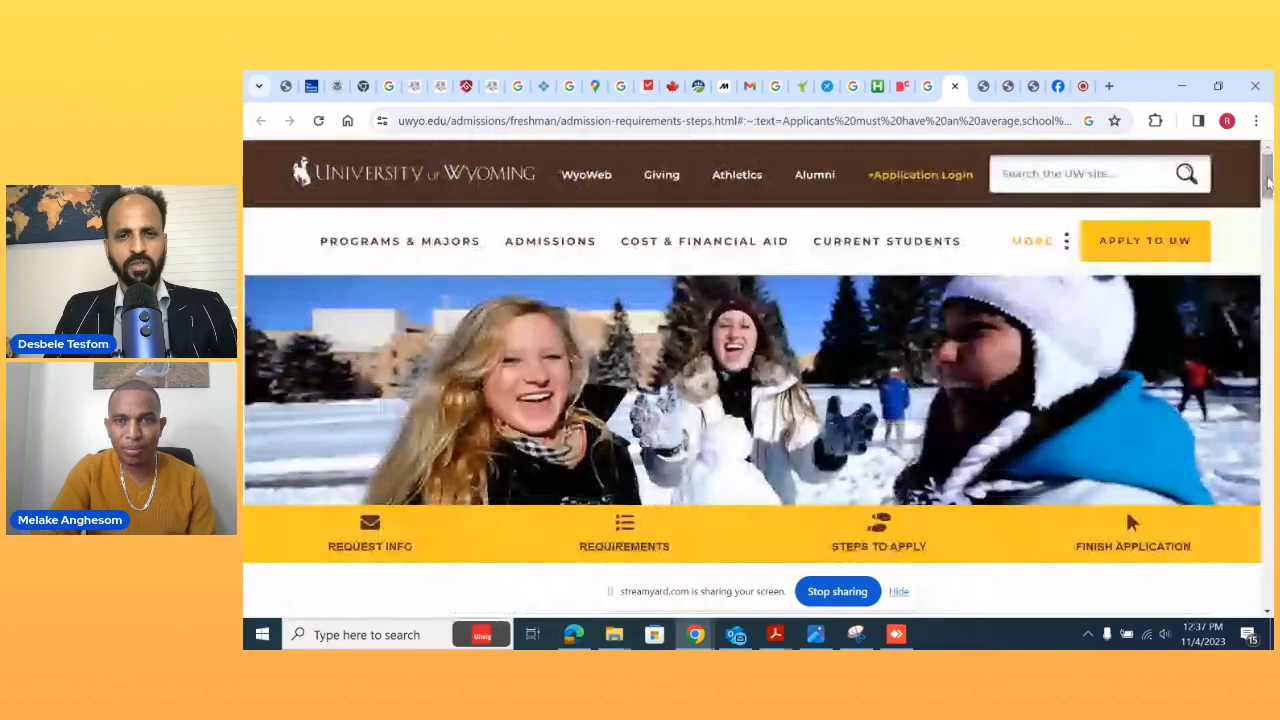 uwyo.edu/admissions/freshman/admission-requirements-steps.html#:~:text=Applicants%20must%20have%20an%20average,school%...
UNIVERSITY OF WYOMING
WyoWeb
Giving
Athletics
Alumni
+Application Login
Search the UW site...
PROGRAMS & MAJORS
ADMISSIONS
COST & FINANCIAL AID
CURRENT STUDENTS
MORE
APPLY TO UW
Desbele Tesfom
Melake Anghesom
REQUEST INFO
REQUIREMENTS
STEPS TO APPLY
FINISH APPLICATION
streamyard.com is sharing your screen.
Stop sharing
Hide
Type here to search
12:37 PM
11/4/2023
15